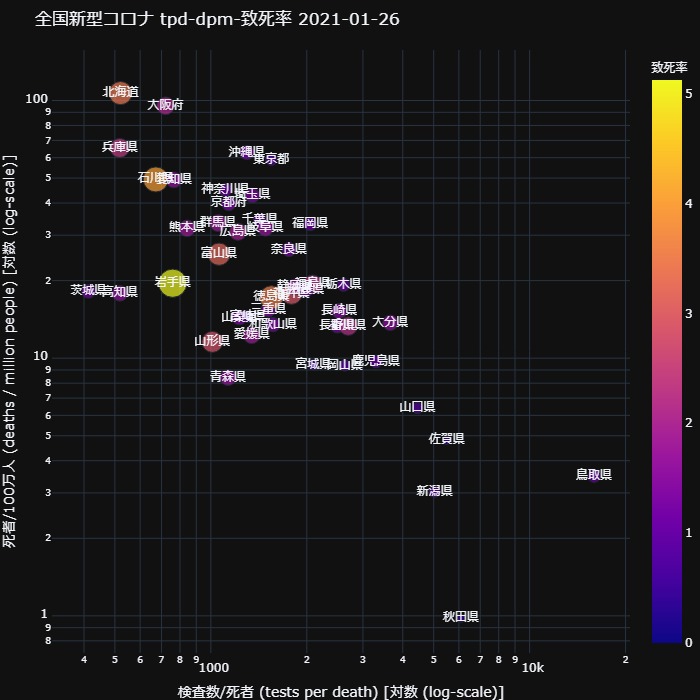 全国新型コロナ tpd-dpm-致死率 2021-01-26
致死率
5
4
3
2
1
0
死者/100万人 (deaths / million people) [対数 (log-scale)]
100
9
8
7
6
5
4
3
2
10
9
8
7
6
5
4
3
2
1
9
8
北海道
大阪府
兵庫県
沖縄県
東京都
石川県
愛知県
神奈川県
埼玉県
京都府
千葉県
群馬県
熊本県
広島県
岐阜県
福岡県
奈良県
富山県
岩手県
茨城県
高知県
福島県
栃木県
徳島県
三重県
長崎県
和歌山県
大分県
愛媛県
山形県
青森県
宮城県
岡山県
鹿児島県
山口県
佐賀県
鳥取県
新潟県
秋田県
4
5
6
7
8
9
1000
2
3
4
5
6
7
8
9
10k
2
検査数/死者 (tests per death) [対数 (log-scale)]